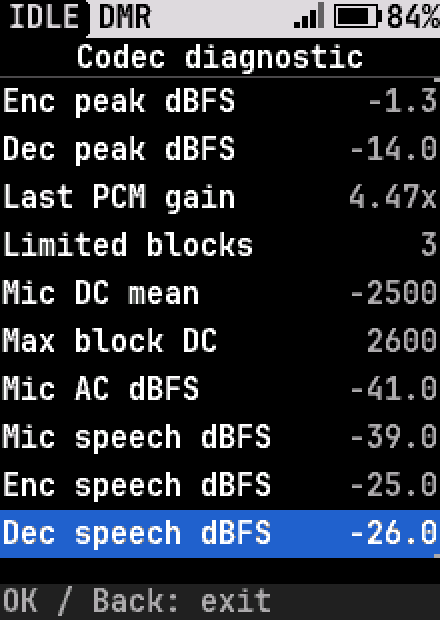 IDLE DMR 84%
Codec diagnostic
Enc peak dBFS -1.3
Dec peak dBFS -14.0
Last PCM gain 4.47x
Limited blocks 3
Mic DC mean -2500
Max block DC 2600
Mic AC dBFS -41.0
Mic speech dBFS -39.0
Enc speech dBFS -25.0
Dec speech dBFS -26.0
OK / Back: exit